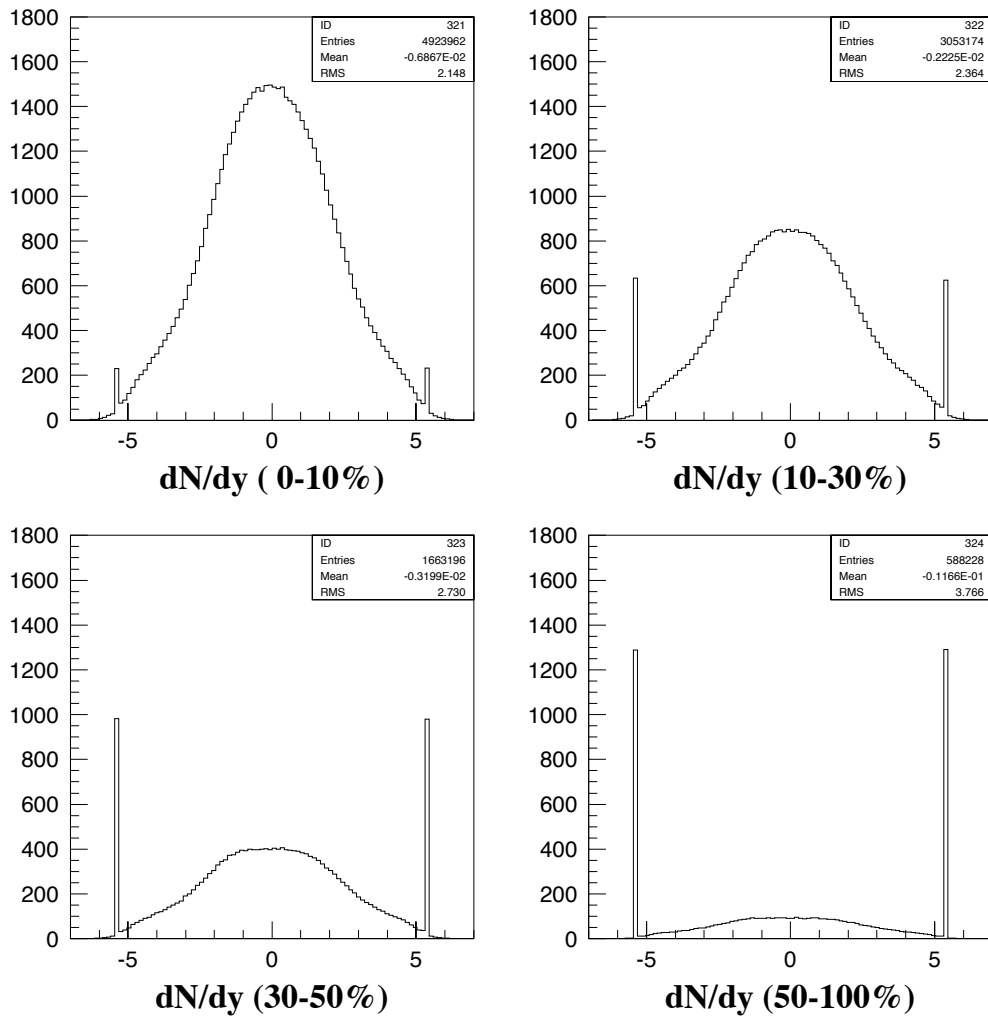 1800
1600
1400
1200
1000
800
600
400
200
0
-5 0 5
ID 321
Entries 4923962
Mean -0.6867E-02
RMS 2.148
dN/dy ( 0-10%)
1800
1600
1400
1200
1000
800
600
400
200
0
-5 0 5
ID 322
Entries 3053174
Mean -0.2225E-02
RMS 2.364
dN/dy (10-30%)
1800
1600
1400
1200
1000
800
600
400
200
0
-5 0 5
ID 323
Entries 1663196
Mean -0.3199E-02
RMS 2.730
dN/dy (30-50%)
1800
1600
1400
1200
1000
800
600
400
200
0
-5 0 5
ID 324
Entries 588228
Mean -0.1166E-01
RMS 3.766
dN/dy (50-100%)